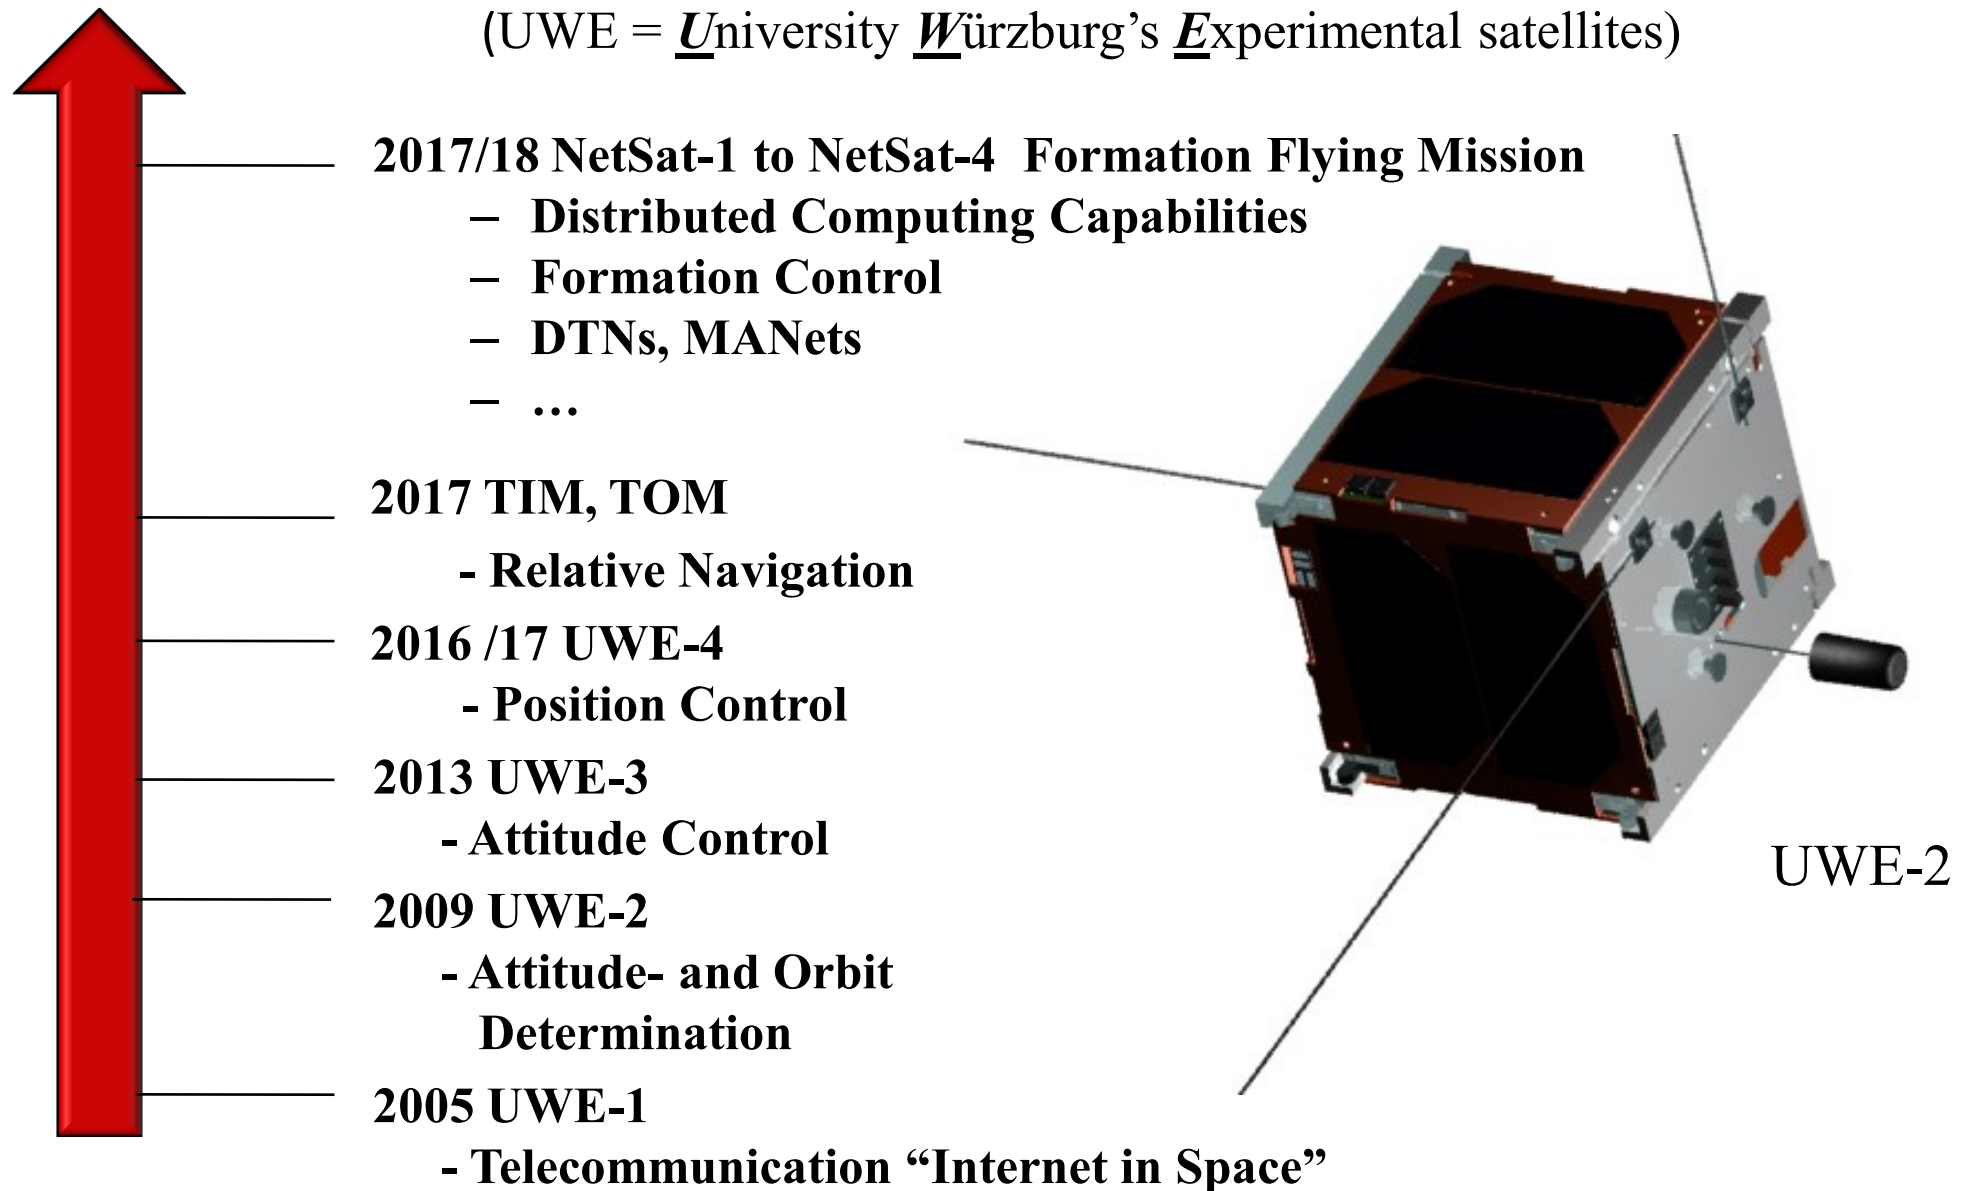 (UWE = University Würzburg’s Experimental satellites)
2017/18 NetSat-1 to NetSat-4 Formation Flying Mission
– Distributed Computing Capabilities
– Formation Control
– DTNs, MANets
– …
2017 TIM, TOM
- Relative Navigation
2016 /17 UWE-4
- Position Control
2013 UWE-3
- Attitude Control
2009 UWE-2
- Attitude- and Orbit
Determination
2005 UWE-1
- Telecommunication “Internet in Space”
UWE-2